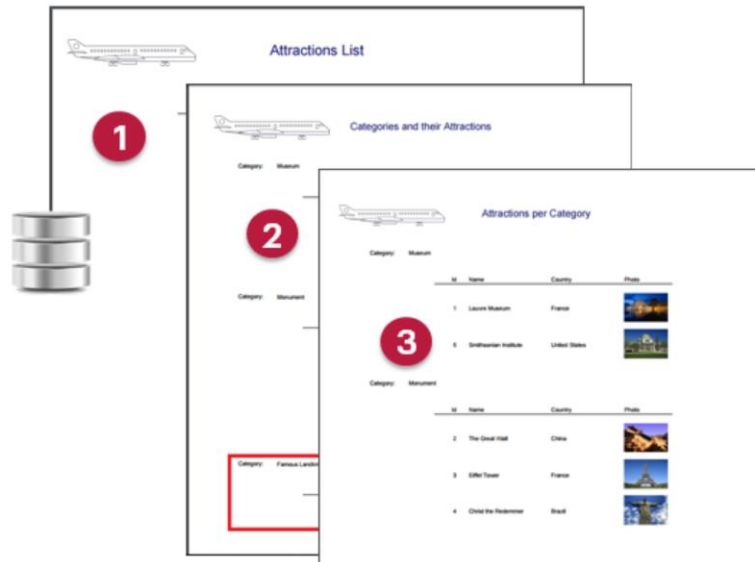 Attractions List
1
Categories and their Attractions
Category: Museum
2
Category: Monument
Category: Famous
Attractions per Category
Category: Museum
Id Name Country Photo
1 Louvre Museum France
5 Smithsonian Institute United States
3
Category: Monument
Id Name Country Photo
2 The Great Wall China
3 Eiffel Tower France
4 Christ the Redemmer Brazil